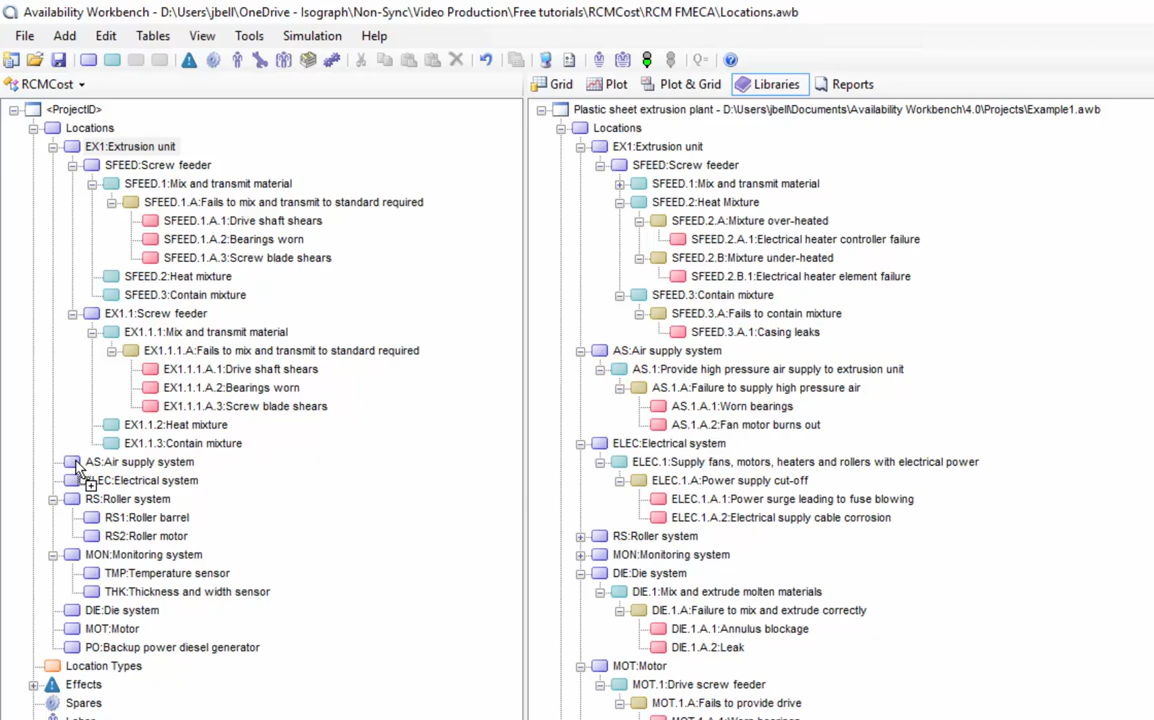 Availability Workbench - D:\Users\jbell\OneDrive - Isograph\Non-Sync\Video Production\Free tutorials\RCMCost\RCM FMECA\Locations.awb
File Add Edit Tables View Tools Simulation Help
RCMCost
Grid Plot Plot & Grid Libraries Reports
<ProjectID>
Locations
EX1:Extrusion unit
SFEED:Screw feeder
SFEED.1:Mix and transmit material
SFEED.1.A:Fails to mix and transmit to standard required
SFEED.1.A.1:Drive shaft shears
SFEED.1.A.2:Bearings worn
SFEED.1.A.3:Screw blade shears
SFEED.2:Heat mixture
SFEED.3:Contain mixture
EX1.1:Screw feeder
EX1.1.1:Mix and transmit material
EX1.1.1.A:Fails to mix and transmit to standard required
EX1.1.1.A.1:Drive shaft shears
EX1.1.1.A.2:Bearings worn
EX1.1.1.A.3:Screw blade shears
EX1.1.2:Heat mixture
EX1.1.3:Contain mixture
AS:Air supply system
ELEC:Electrical system
RS:Roller system
RS1:Roller barrel
RS2:Roller motor
MON:Monitoring system
TMP:Temperature sensor
THK:Thickness and width sensor
DIE:Die system
MOT:Motor
PO:Backup power diesel generator
Location Types
Effects
Spares
Plastic sheet extrusion plant - D:\Users\jbell\Documents\Availability Workbench\4.0\Projects\Example1.awb
Locations
EX1:Extrusion unit
SFEED:Screw feeder
SFEED.1:Mix and transmit material
SFEED.2:Heat Mixture
SFEED.2.A:Mixture over-heated
SFEED.2.A.1:Electrical heater controller failure
SFEED.2.B:Mixture under-heated
SFEED.2.B.1:Electrical heater element failure
SFEED.3:Contain mixture
SFEED.3.A:Fails to contain mixture
SFEED.3.A.1:Casing leaks
AS:Air supply system
AS.1:Provide high pressure air supply to extrusion unit
AS.1.A:Failure to supply high pressure air
AS.1.A.1:Worn bearings
AS.1.A.2:Fan motor burns out
ELEC:Electrical system
ELEC.1:Supply fans, motors, heaters and rollers with electrical power
ELEC.1.A:Power supply cut-off
ELEC.1.A.1:Power surge leading to fuse blowing
ELEC.1.A.2:Electrical supply cable corrosion
RS:Roller system
MON:Monitoring system
DIE:Die system
DIE.1:Mix and extrude molten materials
DIE.1.A:Failure to mix and extrude correctly
DIE.1.A.1:Annulus blockage
DIE.1.A.2:Leak
MOT:Motor
MOT.1:Drive screw feeder
MOT.1.A:Fails to provide drive